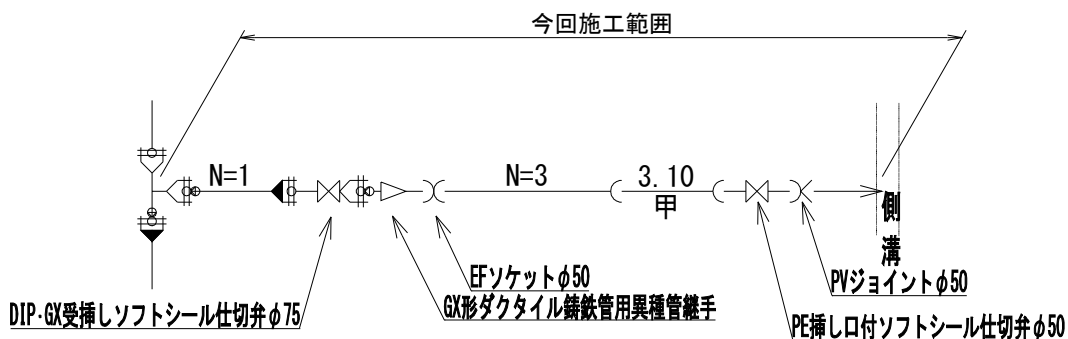 今回施工範囲
N=1
N=3
3.10
甲
側溝
EFソケットφ50
PVジョイントφ50
DIP・GX受挿しソフトシール仕切弁φ75
GX形ダクタイル鋳鉄管用異種管継手
PE挿し口付ソフトシール仕切弁φ50